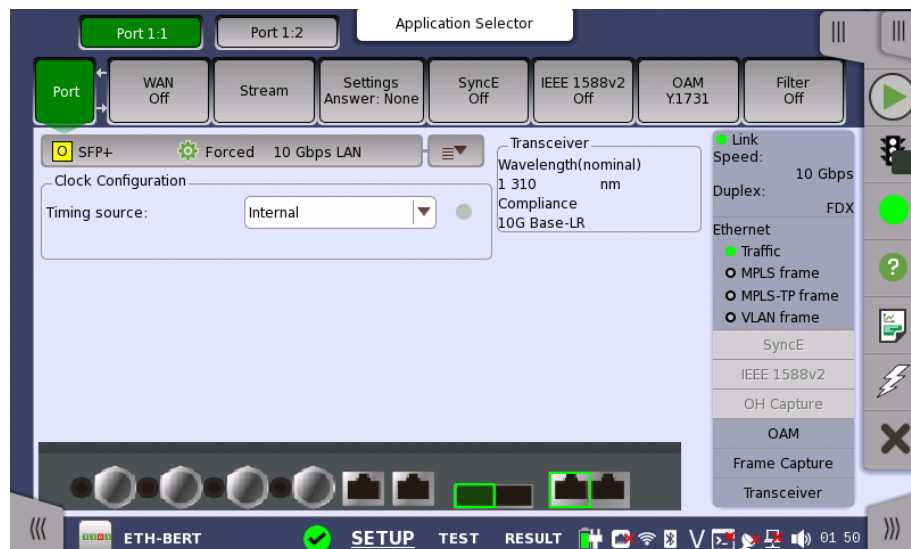 Application Selector
Port 1:1
Port 1:2
Port
WAN
Off
Stream
Settings
Answer: None
SyncE
Off
IEEE 1588v2
Off
OAM
Y.1731
Filter
Off
O SFP+ Forced 10 Gbps LAN
Clock Configuration
Timing source: Internal
Transceiver
Wavelength(nominal)
1 310 nm
Compliance
10G Base-LR
Link
Speed:
10 Gbps
Duplex:
FDX
Ethernet
Traffic
MPLS frame
MPLS-TP frame
VLAN frame
SyncE
IEEE 1588v2
OH Capture
OAM
Frame Capture
Transceiver
ETH-BERT SETUP TEST RESULT V 01 50